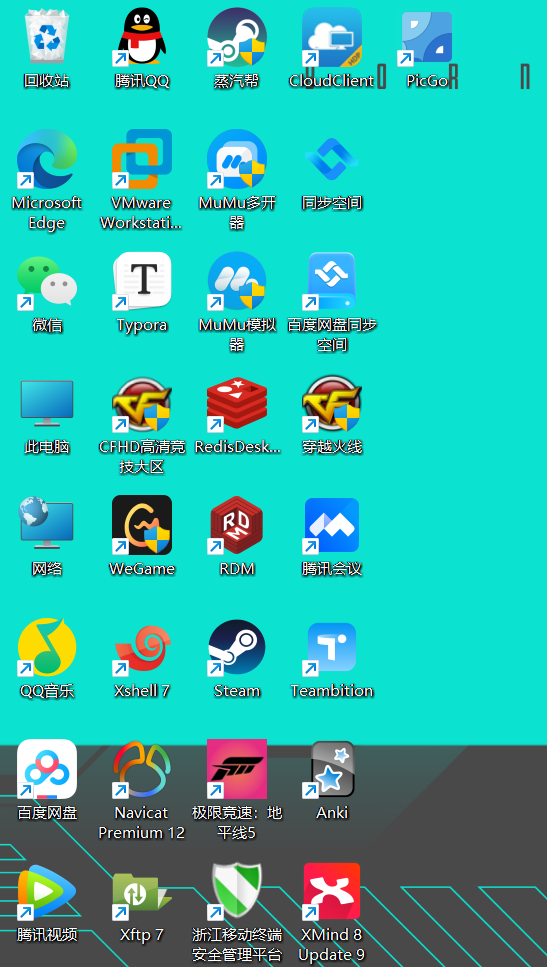 回收站
腾讯QQ
蒸汽帮
CloudClient
PicGo
Microsoft
Edge
VMware
Workstati...
MuMu多开
器
同步空间
微信
T
Typora
MuMu模拟
器
百度网盘同步
空间
此电脑
CFHD高清竞
技大区
RedisDesk...
穿越火线
网络
WeGame
RDM
RDM
腾讯会议
QQ音乐
Xshell 7
Steam
Teambition
百度网盘
Navicat
Premium 12
极限竞速：地
平线5
Anki
腾讯视频
Xftp 7
浙江移动终端
安全管理平台
XMind 8
Update 9